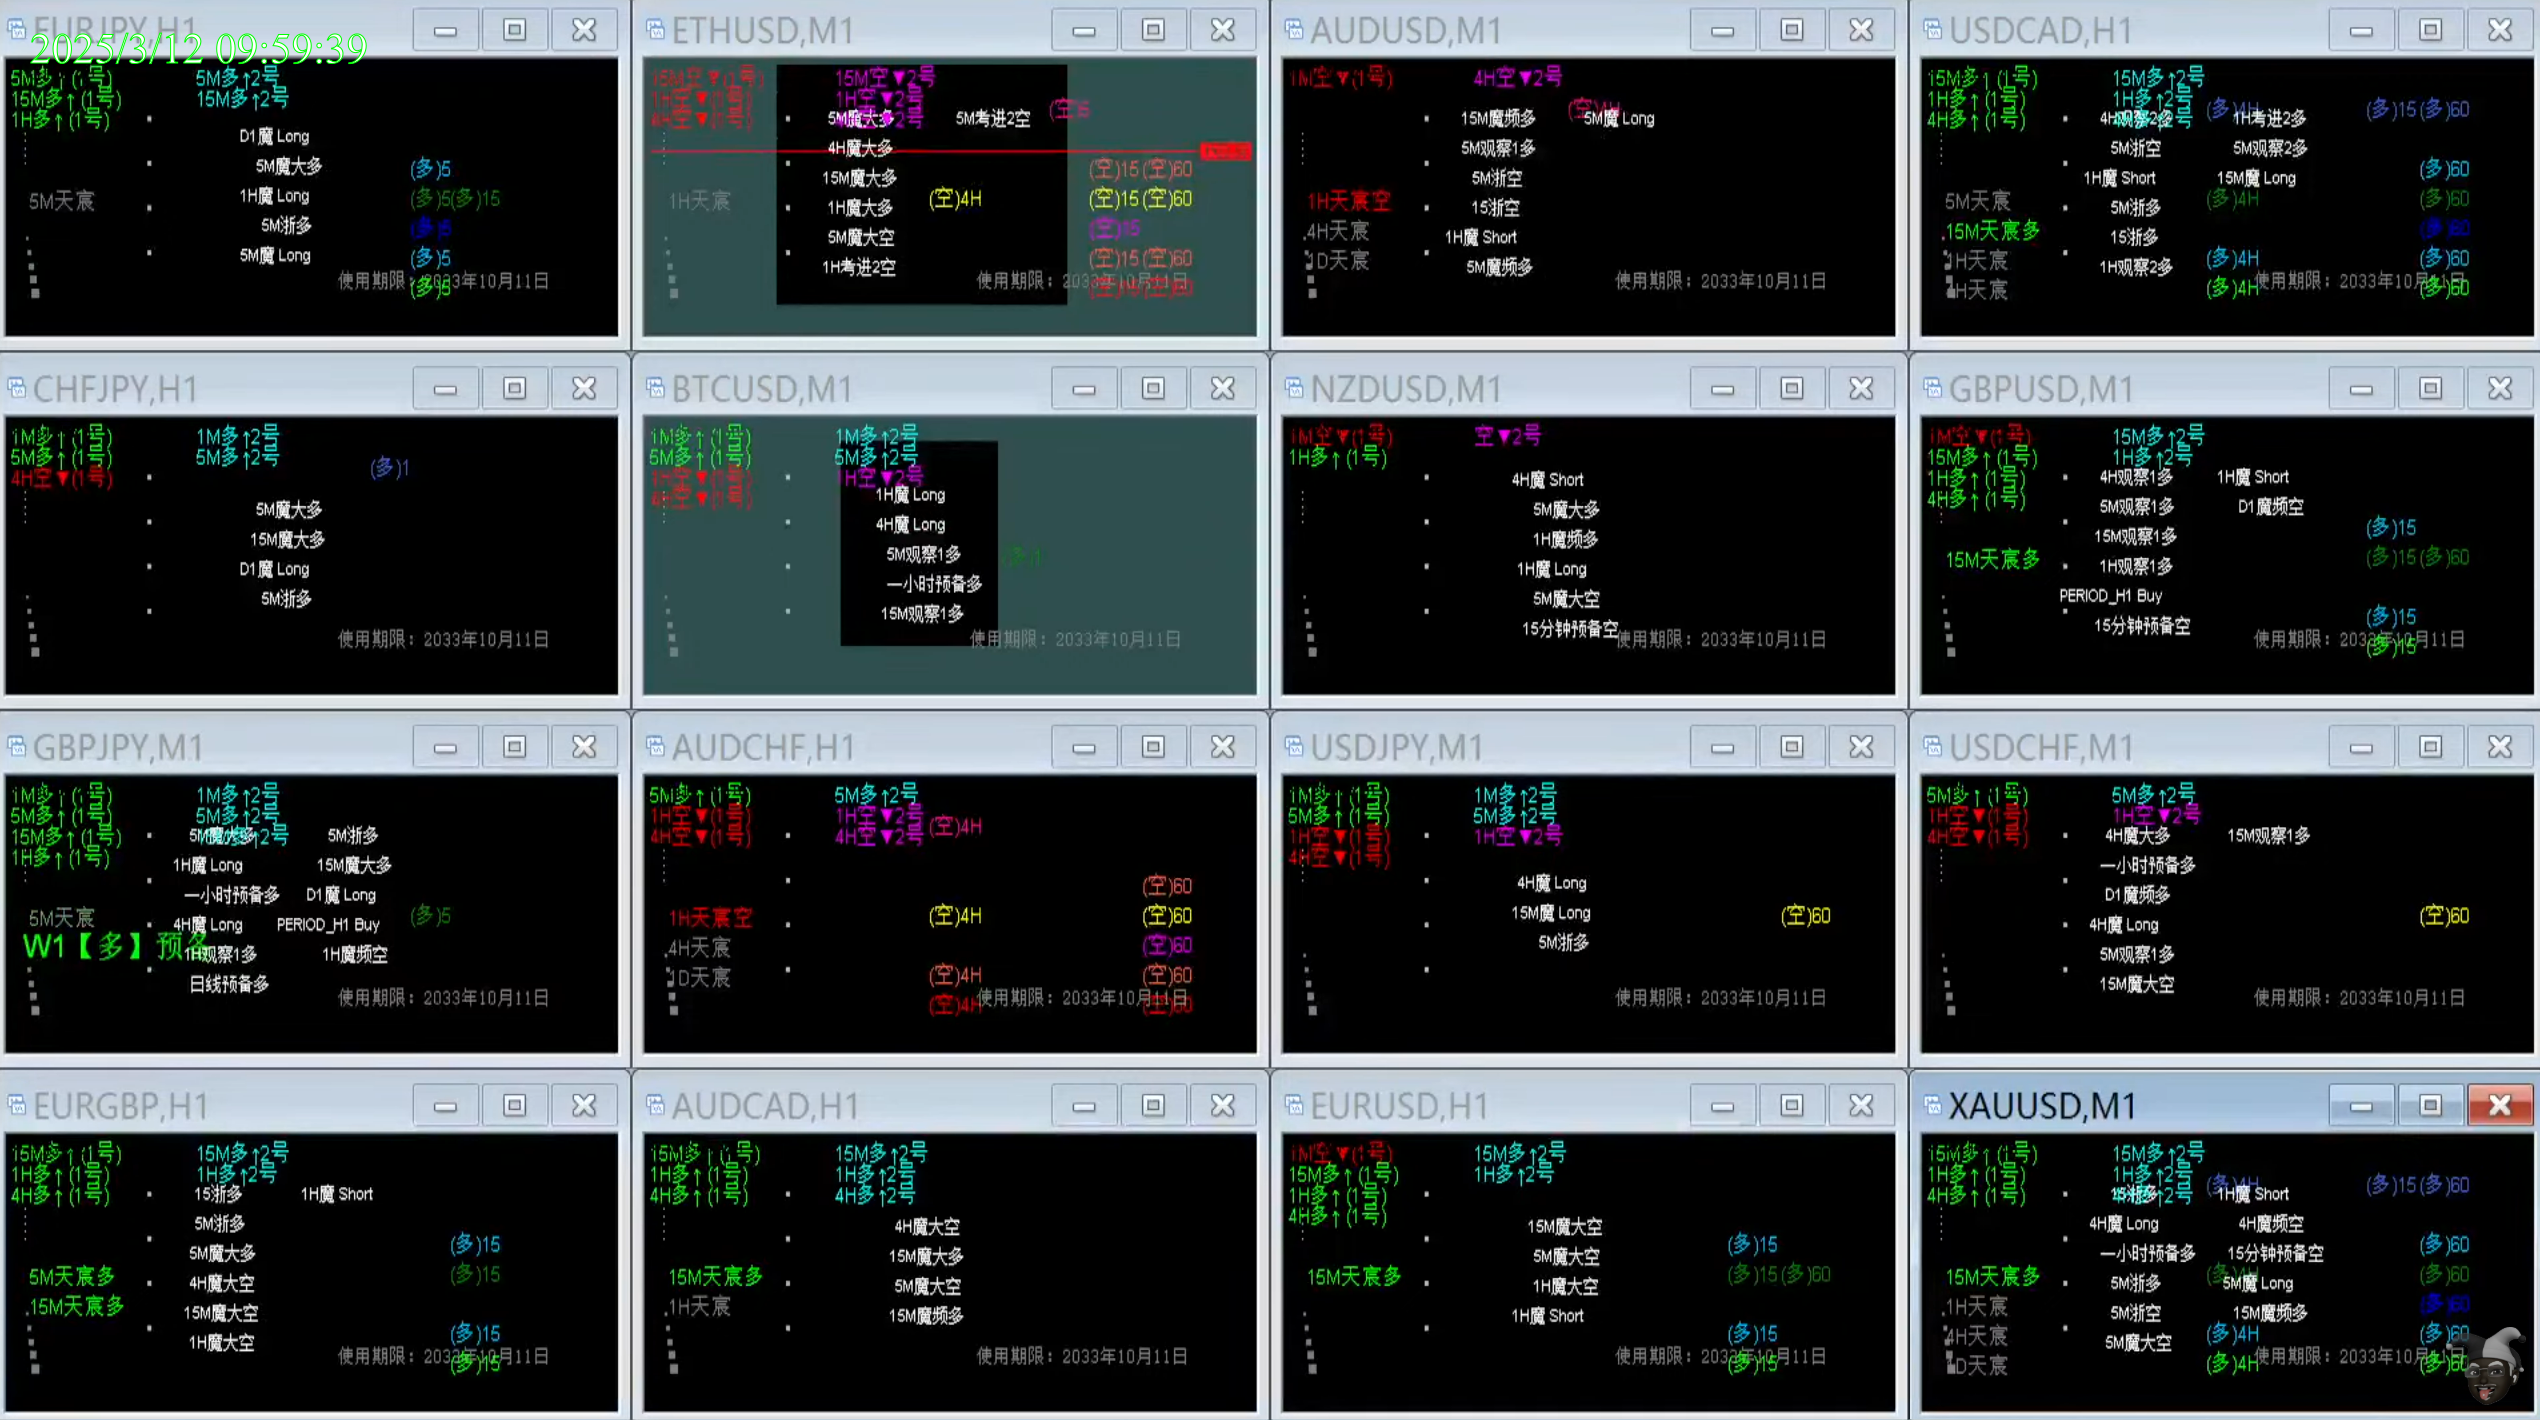 EURJPY,H1
2025/3/12 09:59:39
5M多↑(1号) 5M多↑2号
15M多↑(1号) 15M多↑2号
1H多↑(1号)
D1魔 Long
5M魔大多 (多)5
5M天宸 1H魔 Long (多)5(多)15
5M浙多 (多)5
5M魔 Long (多)5
使用期限：2033年10月11日
(多)5
ETHUSD,M1
15M空▼(1号) 15M空▼2号
1H空▼(1号) 1H空▼2号
4H空▼(1号) 5M魔大多 5M考进2空 (空)5
4H魔大多
15M魔大多 (空)15(空)60
1H天宸 1H魔大多 (空)4H (空)15(空)60
5M魔大空 (空)15
1H考进2空 (空)15(空)60
使用期限：2033年10月11日
AUDUSD,M1
1M空▼(1号) 4H空▼2号
15M魔频多 (空)4H 5M魔 Long
5M观察1多
5M浙空
1H天宸空 15浙空
4H天宸 1H魔 Short
1D天宸 5M魔频多
使用期限：2033年10月11日
USDCAD,H1
15M多↑(1号) 15M多↑2号
1H多↑(1号) 1H多↑2号 (多)4H (多)15(多)60
4H多↑(1号) 4H观察2多 1H考进2多
5M浙空 5M观察2多
1H魔 Short 15M魔 Long (多)60
5M天宸 5M浙多 (多)4H (多)60
15M天宸多 15浙多 (多)60
1H天宸 1H观察2多 (多)4H (多)60
4H天宸 (多)4H 使用期限：2033年10月11日 (多)60
CHFJPY,H1
1M多↑(1号) 1M多↑2号
5M多↑(1号) 5M多↑2号 (多)1
4H空▼(1号)
5M魔大多
15M魔大多
D1魔 Long
5M浙多
使用期限：2033年10月11日
BTCUSD,M1
1M多↑(1号) 1M多↑2号
5M多↑(1号) 5M多↑2号
1H空▼(1号) 1H空▼2号
4H空▼(1号) 1H魔 Long
4H魔 Long
5M观察1多 (多)1
一小时预备多
15M观察1多
使用期限：2033年10月11日
NZDUSD,M1
1M空▼(1号) 空▼2号
1H多↑(1号)
4H魔 Short
5M魔大多
1H魔频多
1H魔 Long
5M魔大空
15分钟预备空
使用期限：2033年10月11日
GBPUSD,M1
1M空▼(1号) 15M多↑2号
15M多↑(1号) 1H多↑2号
1H多↑(1号) 4H观察1多 1H魔 Short
4H多↑(1号) 5M观察1多 D1魔频空
15M观察1多 (多)15
15M天宸多 1H观察1多 (多)15(多)60
PERIOD_H1 Buy
15分钟预备空 (多)15
使用期限：2033年10月11日
(多)15
GBPJPY,M1
1M多↑(1号) 1M多↑2号
5M多↑(1号) 5M多↑2号
15M多↑(1号) 15M多↑2号 5M魔大多 5M浙多
1H多↑(1号) 1H魔 Long 15M魔大多
一小时预备多 D1魔 Long
5M天宸 4H魔 Long PERIOD_H1 Buy (多)5
W1【多】预备 1H观察1多 1H魔频空
日线预备多
使用期限：2033年10月11日
AUDCHF,H1
5M多↑(1号) 5M多↑2号
1H空▼(1号) 1H空▼2号 (空)4H
4H空▼(1号) 4H空▼2号
(空)60
1H天宸空 (空)4H (空)60
4H天宸 (空)60
1D天宸 (空)4H (空)60
(空)4H 使用期限：2033年10月11日 (空)60
USDJPY,M1
1M多↑(1号) 1M多↑2号
5M多↑(1号) 5M多↑2号
1H空▼(1号) 1H空▼2号
4H空▼(1号)
4H魔 Long
15M魔 Long (空)60
5M浙多
使用期限：2033年10月11日
USDCHF,M1
5M多↑(1号) 5M多↑2号
1H空▼(1号) 1H空▼2号
4H空▼(1号) 4H魔大多 15M观察1多
一小时预备多
D1魔频多
4H魔 Long (空)60
5M观察1多
15M魔大空
使用期限：2033年10月11日
EURGBP,H1
15M多↑(1号) 15M多↑2号
1H多↑(1号) 1H多↑2号
4H多↑(1号) 15浙多 1H魔 Short
5M浙多
5M魔大多 (多)15
5M天宸多 4H魔大空 (多)15
15M天宸多 15M魔大空
1H魔大空 (多)15
使用期限：2033年10月11日
(多)15
AUDCAD,H1
15M多↑(1号) 15M多↑2号
1H多↑(1号) 1H多↑2号
4H多↑(1号) 4H多↑2号
4H魔大空
15M魔大多
15M天宸多 5M魔大空
1H天宸 15M魔频多
使用期限：2033年10月11日
EURUSD,H1
1M空▼(1号) 15M多↑2号
15M多↑(1号) 1H多↑2号
1H多↑(1号)
4H多↑(1号) 15M魔大空
5M魔大空 (多)15
15M天宸多 1H魔大空 (多)15(多)60
1H魔 Short (多)15
使用期限：2033年10月11日
(多)15
XAUUSD,M1
15M多↑(1号) 15M多↑2号
1H多↑(1号) 1H多↑2号 (多)4H (多)15(多)60
4H多↑(1号) 4H多↑2号 15浙多 1H魔 Short
4H魔 Long 4H魔频空
一小时预备多 15分钟预备空 (多)60
15M天宸多 5M浙多 (多)4H 5M魔 Long (多)60
1H天宸 5M浙空 15M魔频多 (多)60
4H天宸 5M魔大空 (多)4H (多)60
1D天宸 (多)4H 使用期限：2033年10月11日 (多)60